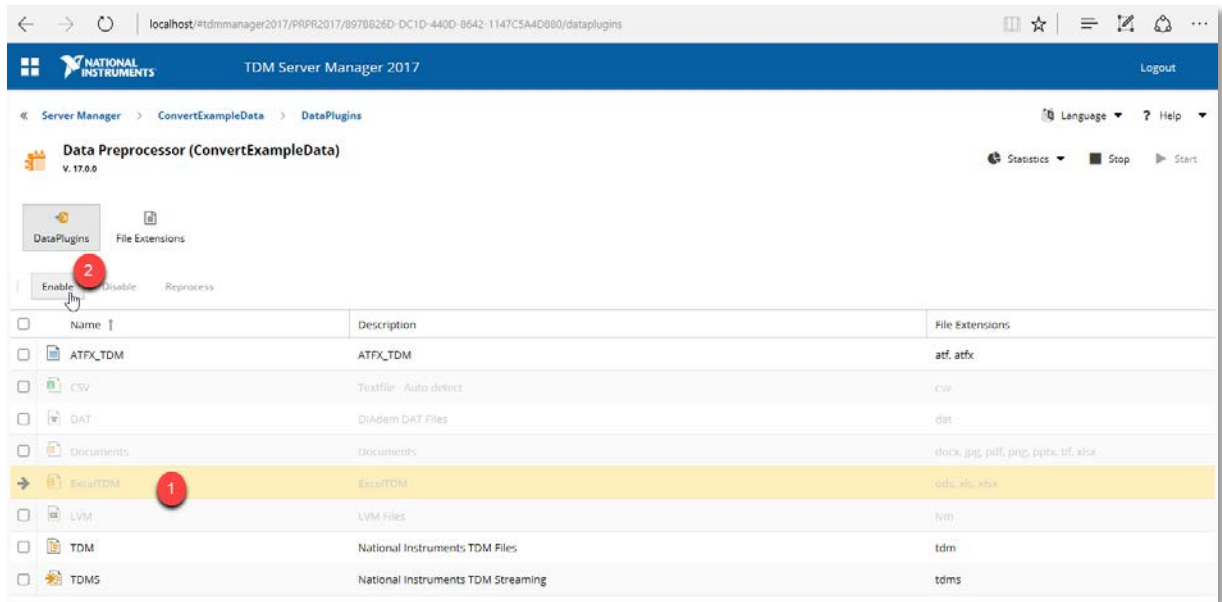 localhost/#tdmmanager2017/PRPR2017/8978826D-DC1D-440D-8642-1147C5A4D880/dataplugins
NATIONAL INSTRUMENTS TDM Server Manager 2017 Logout
« Server Manager > ConvertExampleData > DataPlugins Language ? Help
Data Preprocessor (ConvertExampleData)
V. 17.0.0 Statistics Stop Start
DataPlugins File Extensions
2
Enable Disable Reprocess
Name Description File Extensions
ATFX_TDM ATFX_TDM atf, atfx
CSV Textfile - Auto detect csv
DAT DIAdem DAT Files dat
Documents Documents docx, jpg, pdf, png, pptx, tif, xlsx
ExcelTDM 1 ExcelTDM ods, xls, xlsx
LVM LVM Files lvm
TDM National Instruments TDM Files tdm
TDMS National Instruments TDM Streaming tdms